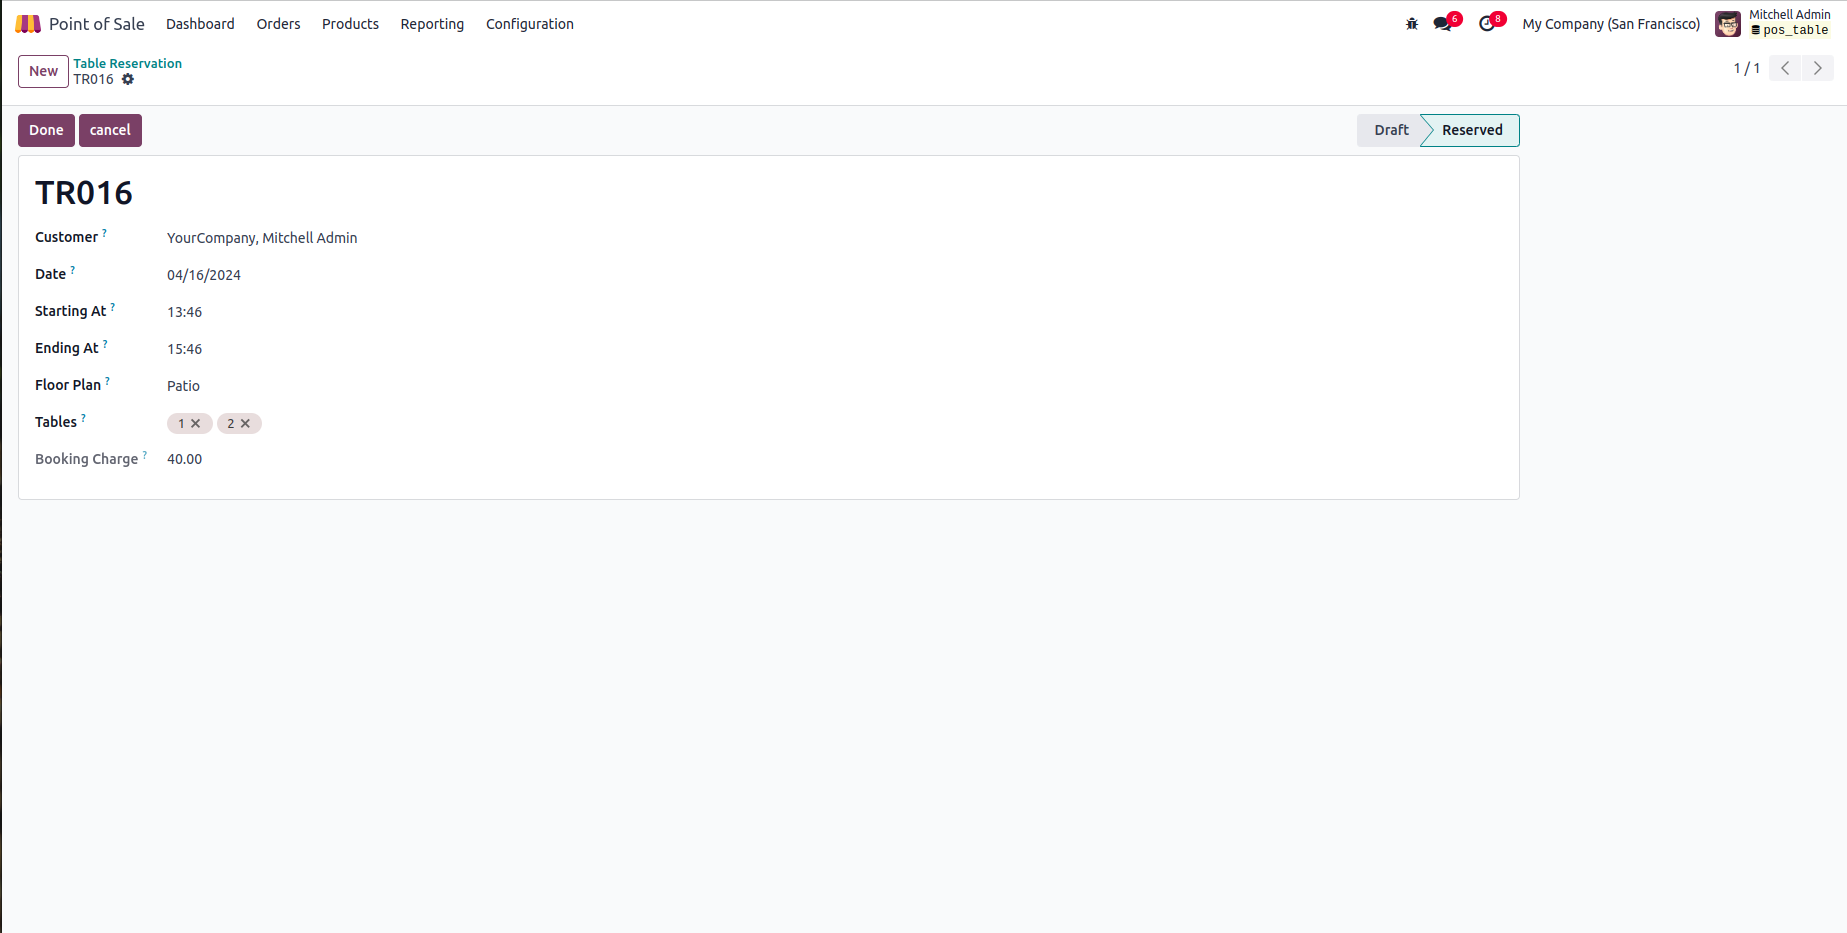 Point of Sale Dashboard Orders Products Reporting Configuration 6 8 My Company (San Francisco) Mitchell Admin
pos_table
New Table Reservation
TR016
1 / 1
Done cancel Draft Reserved
TR016
Customer ? YourCompany, Mitchell Admin
Date ? 04/16/2024
Starting At ? 13:46
Ending At ? 15:46
Floor Plan ? Patio
Tables ? 1 × 2 ×
Booking Charge ? 40.00